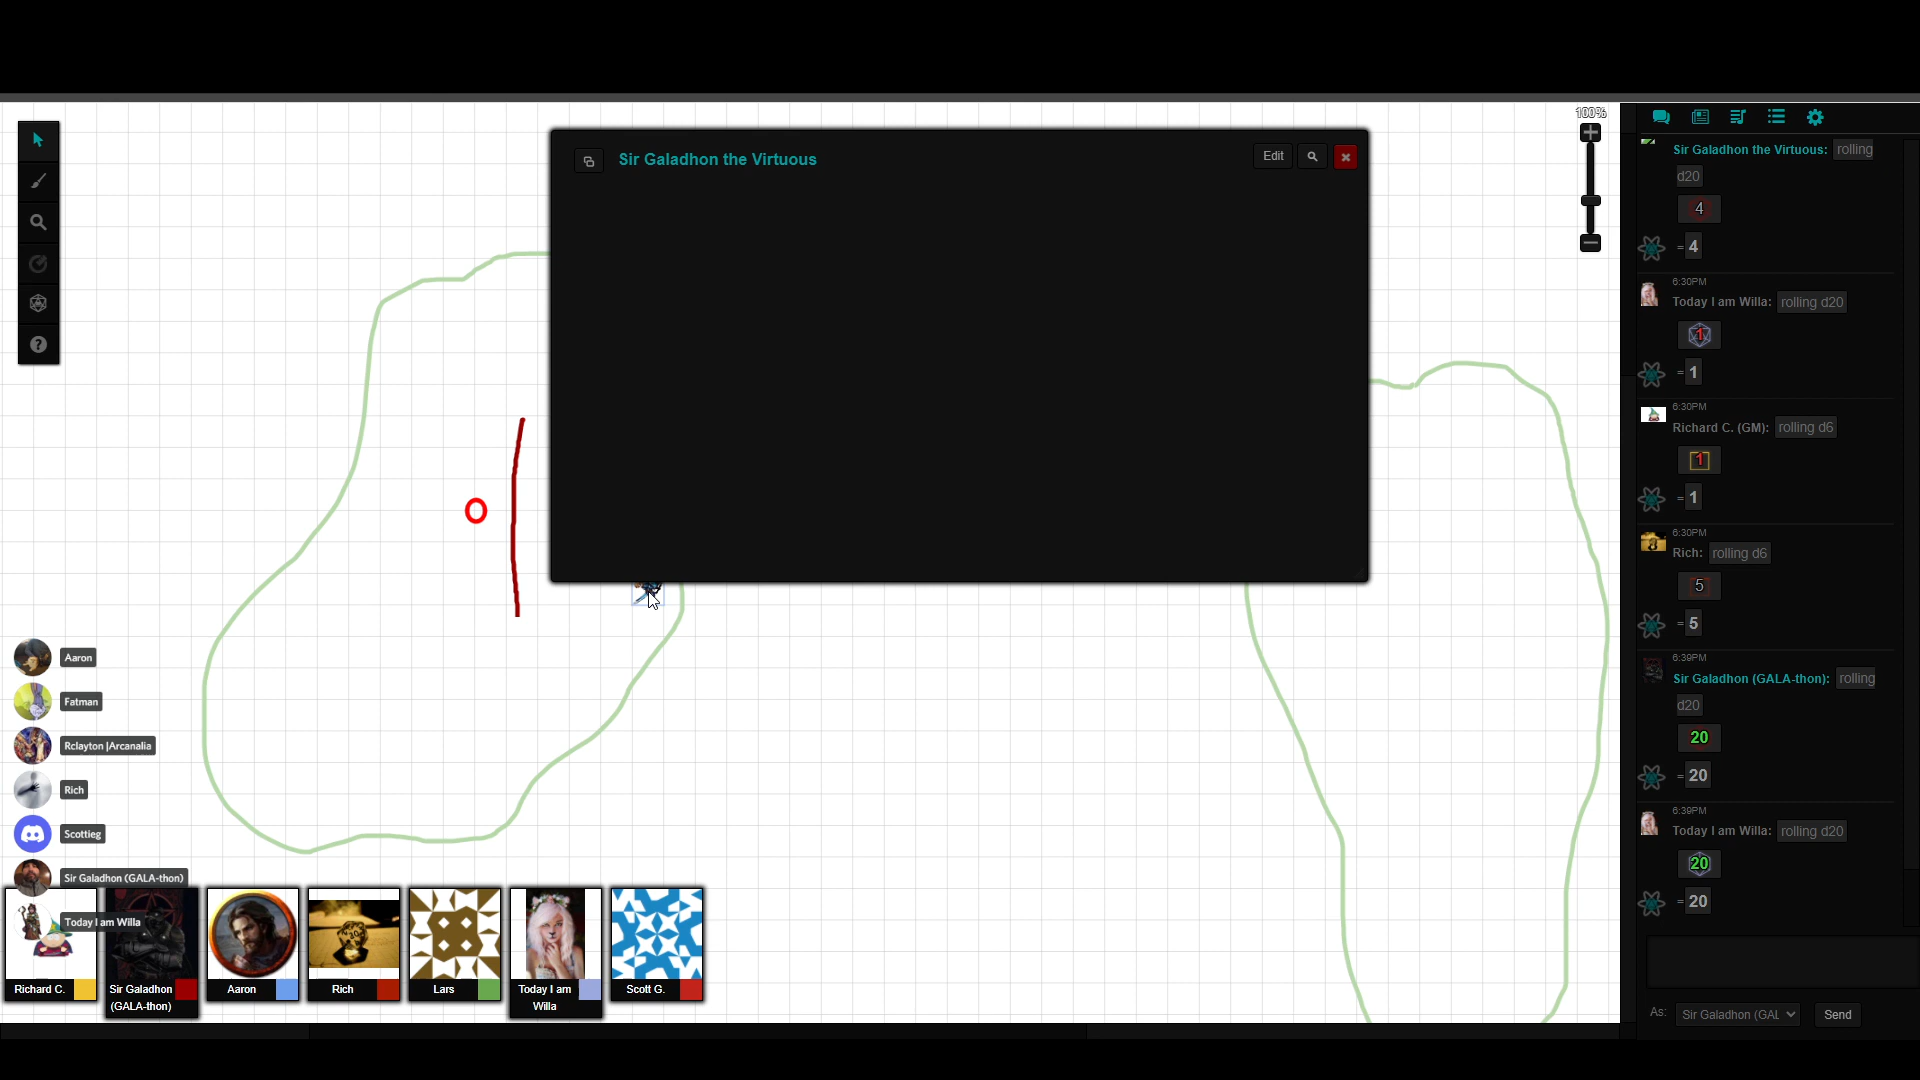 100%
Sir Galadhon the Virtuous
Edit
Sir Galadhon the Virtuous: rolling
d20
4
=4
6:30PM
Today I am Willa: rolling d20
1
=1
6:30PM
Richard C. (GM): rolling d6
1
=1
6:30PM
Rich: rolling d6
5
=5
6:39PM
Sir Galadhon (GALA-thon): rolling
d20
20
=20
6:39PM
Today I am Willa: rolling d20
20
=20
As: Sir Galadhon (GAL
Send
O
Aaron
Fatman
Rclayton |Arcanalia
Rich
Scottieg
Sir Galadhon (GALA-thon)
Today I am Willa
Richard C.
Sir Galadhon
(GALA-thon)
Aaron
Rich
Lars
Today I am
Willa
Scott G.